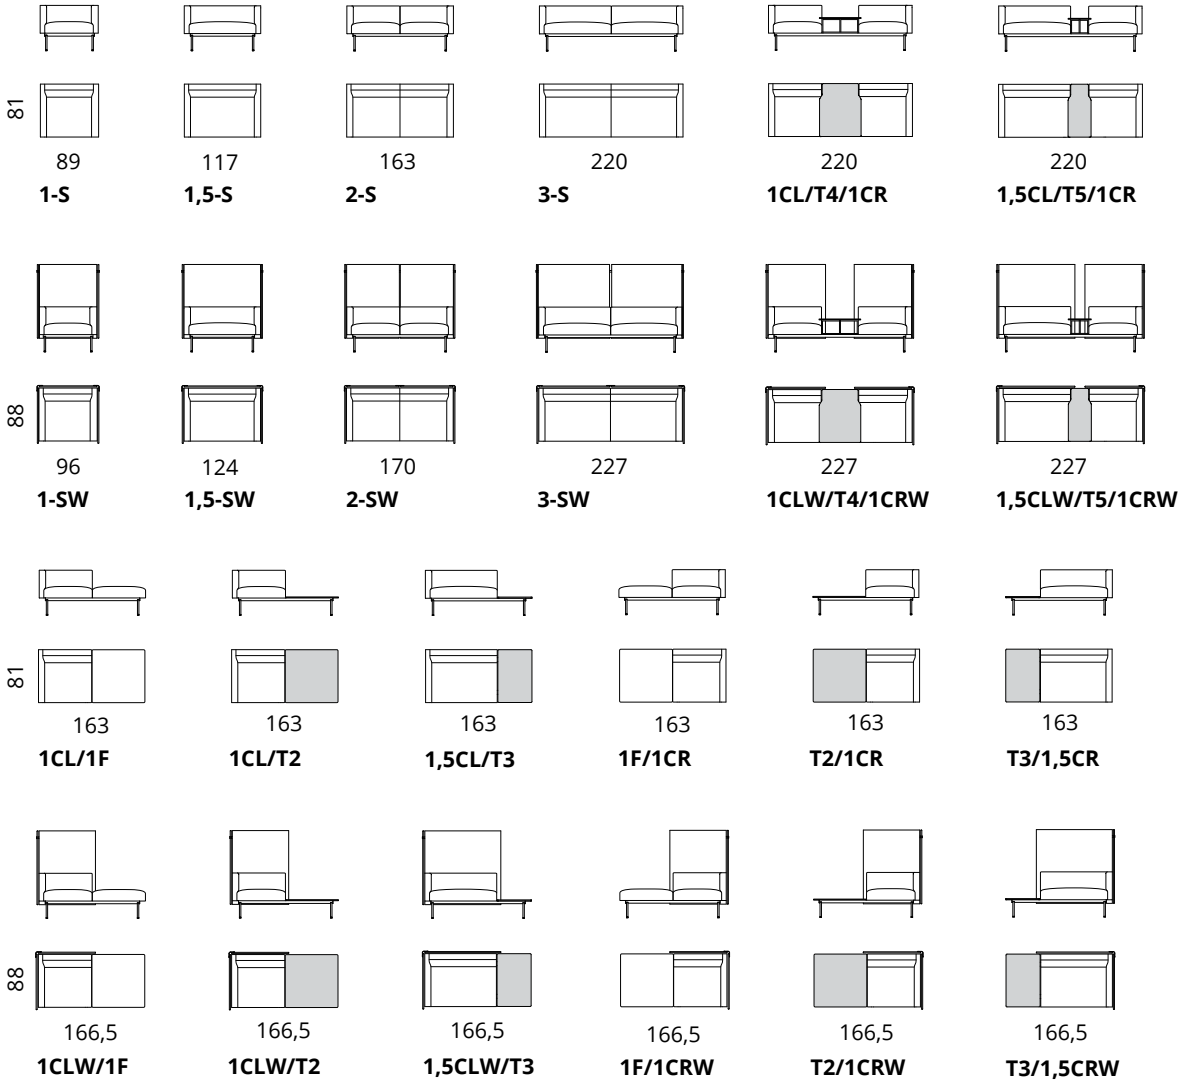 81
89 117 163 220 220 220
1-S 1,5-S 2-S 3-S 1CL/T4/1CR 1,5CL/T5/1CR
88
96 124 170 227 227 227
1-SW 1,5-SW 2-SW 3-SW 1CLW/T4/1CRW 1,5CLW/T5/1CRW
81
163 163 163 163 163 163
1CL/1F 1CL/T2 1,5CL/T3 1F/1CR T2/1CR T3/1,5CR
88
166,5 166,5 166,5 166,5 166,5 166,5
1CLW/1F 1CLW/T2 1,5CLW/T3 1F/1CRW T2/1CRW T3/1,5CRW